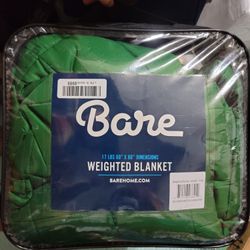 Bare
17 LBS 60" X 80" DIMENSIONS
WEIGHTED BLANKET
BAREHOME.COM